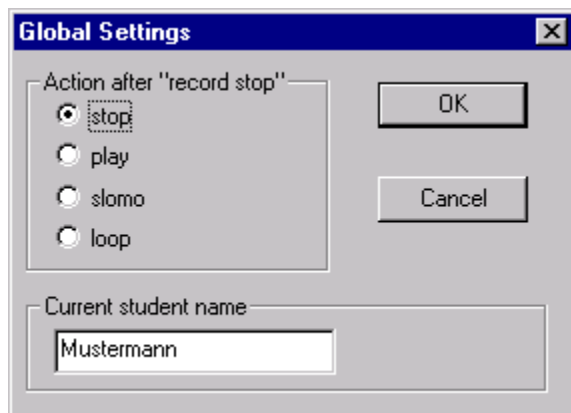 Global Settings
Action after "record stop"
stop
play
slomo
loop
OK
Cancel
Current student name
Mustermann